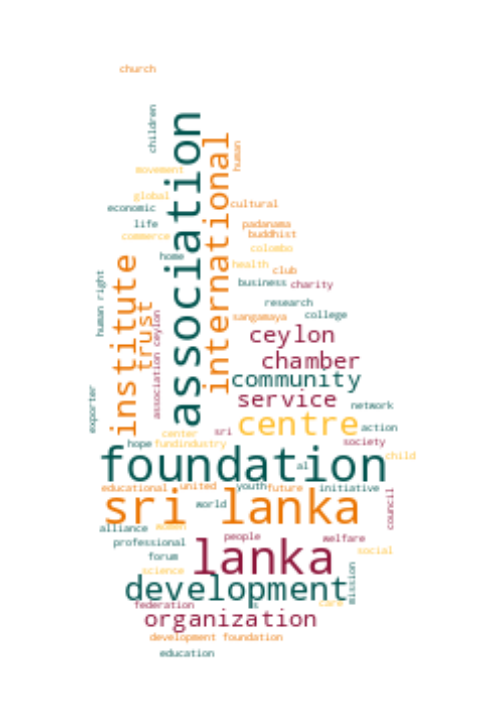 church
children
association
international
human
movement
global
economic
cultural
life
padanama
commerce
buddhist
home
colombo
health
club
institute
human right
trust
business
charity
association ceylon
research
sangamaya
college
ceylon
chamber
community
exporter
service
network
centre
action
center
sri
society
hope
fund
industry
child
foundation
al
educational
united
youth
future
initiative
sri lanka
world
council
alliance
women
people
professional
welfare
lanka
forum
social
science
development
mission
federation
s
care
organization
development foundation
education